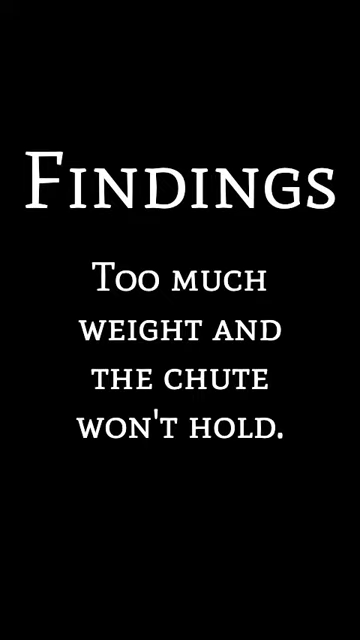 Findings
Too much
weight and
the chute
won't hold.